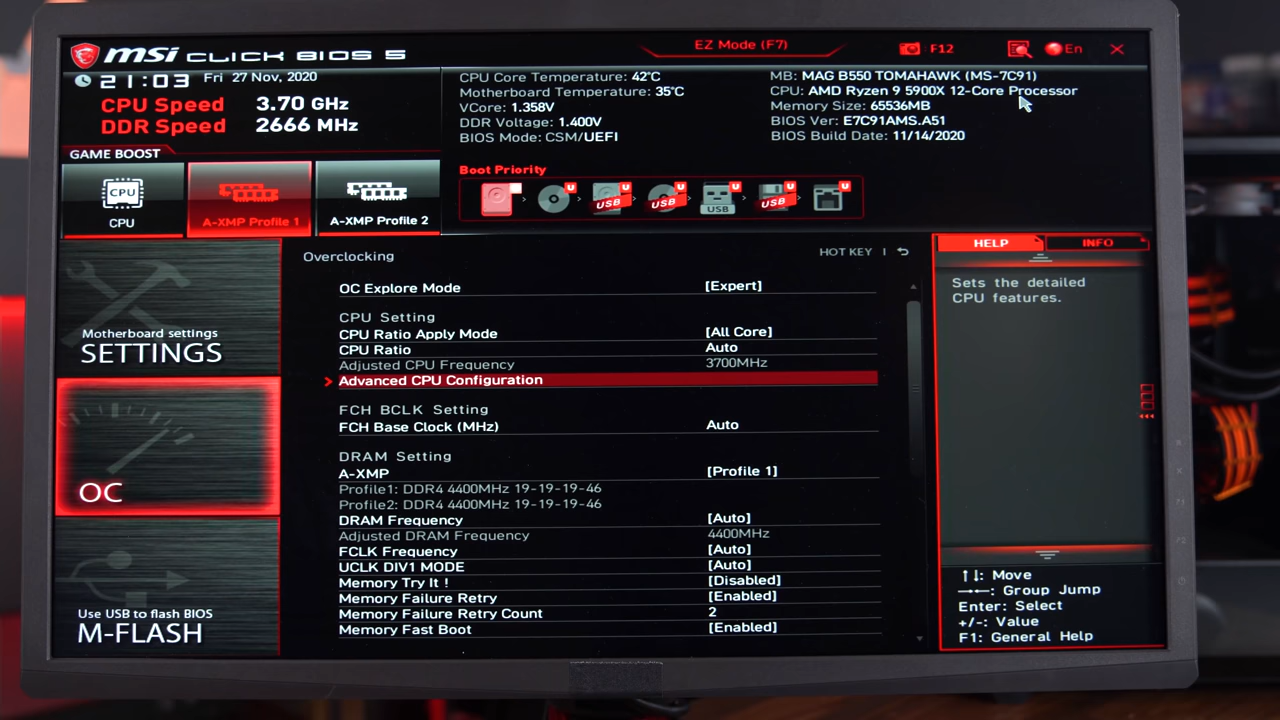 msi CLICK BIOS 5
EZ Mode (F7)
F12
En
21:03 Fri 27 Nov, 2020
CPU Speed 3.70 GHz
DDR Speed 2666 MHz
CPU Core Temperature: 42°C
Motherboard Temperature: 35°C
VCore: 1.358V
DDR Voltage: 1.400V
BIOS Mode: CSM/UEFI
MB: MAG B550 TOMAHAWK (MS-7C91)
CPU: AMD Ryzen 9 5900X 12-Core Processor
Memory Size: 65536MB
BIOS Ver: E7C91AMS.A51
BIOS Build Date: 11/14/2020
GAME BOOST
CPU
CPU
A-XMP Profile 1
A-XMP Profile 2
Boot Priority
U
USB U
USB U
USB U
USB U
U
Motherboard settings
SETTINGS
OC
Use USB to flash BIOS
M-FLASH
Overclocking
HOT KEY |
OC Explore Mode [Expert]
CPU Setting
CPU Ratio Apply Mode [All Core]
CPU Ratio Auto
Adjusted CPU Frequency 3700MHz
> Advanced CPU Configuration
FCH BCLK Setting
FCH Base Clock (MHz) Auto
DRAM Setting
A-XMP [Profile 1]
Profile1: DDR4 4400MHz 19-19-19-46
Profile2: DDR4 4400MHz 19-19-19-46
DRAM Frequency [Auto]
Adjusted DRAM Frequency 4400MHz
FCLK Frequency [Auto]
UCLK DIV1 MODE [Auto]
Memory Try It ! [Disabled]
Memory Failure Retry [Enabled]
Memory Failure Retry Count 2
Memory Fast Boot [Enabled]
HELP
INFO
Sets the detailed
CPU features.
↑↓: Move
→←: Group Jump
Enter: Select
+/-: Value
F1: General Help